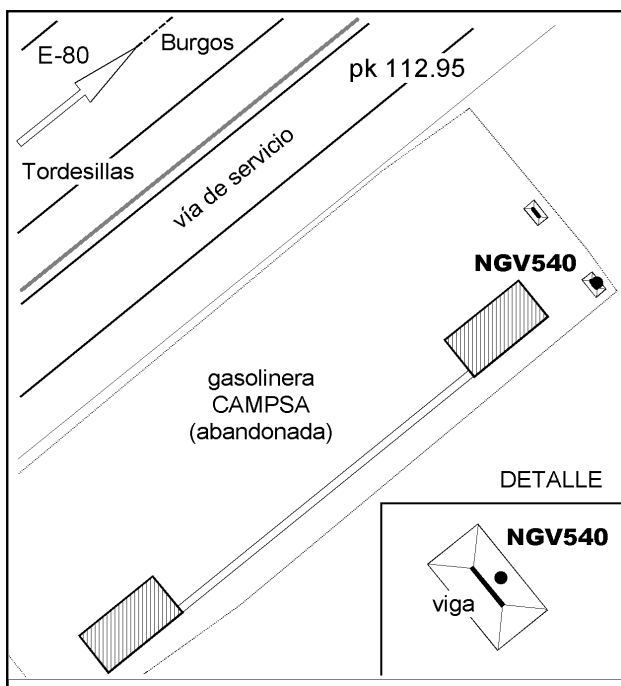 E-80
Burgos
pk 112.95
Tordesillas
vía de servicio
NGV540
gasolinera
CAMPSA
(abandonada)
DETALLE
NGV540
viga